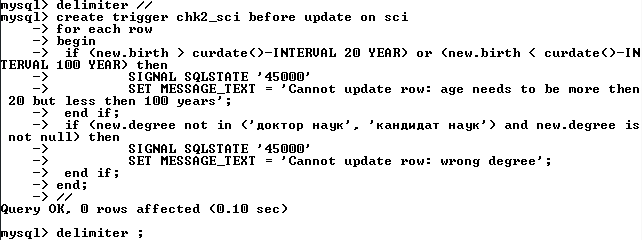 mysql> delimiter //
mysql> create trigger chk2_sci before update on sci
    -> for each row
    -> begin
    ->  if (new.birth > curdate()-INTERVAL 20 YEAR) or (new.birth < curdate()-IN
TERVAL 100 YEAR) then
    ->          SIGNAL SQLSTATE '45000'
    ->          SET MESSAGE_TEXT = 'Cannot update row: age needs to be more then
 20 but less then 100 years';
    ->  end if;
    ->  if (new.degree not in ('доктор наук', 'кандидат наук') and new.degree is
 not null) then
    ->          SIGNAL SQLSTATE '45000'
    ->          SET MESSAGE_TEXT = 'Cannot update row: wrong degree';
    ->  end if;
    -> end;
    -> //
Query OK, 0 rows affected (0.10 sec)
mysql> delimiter ;